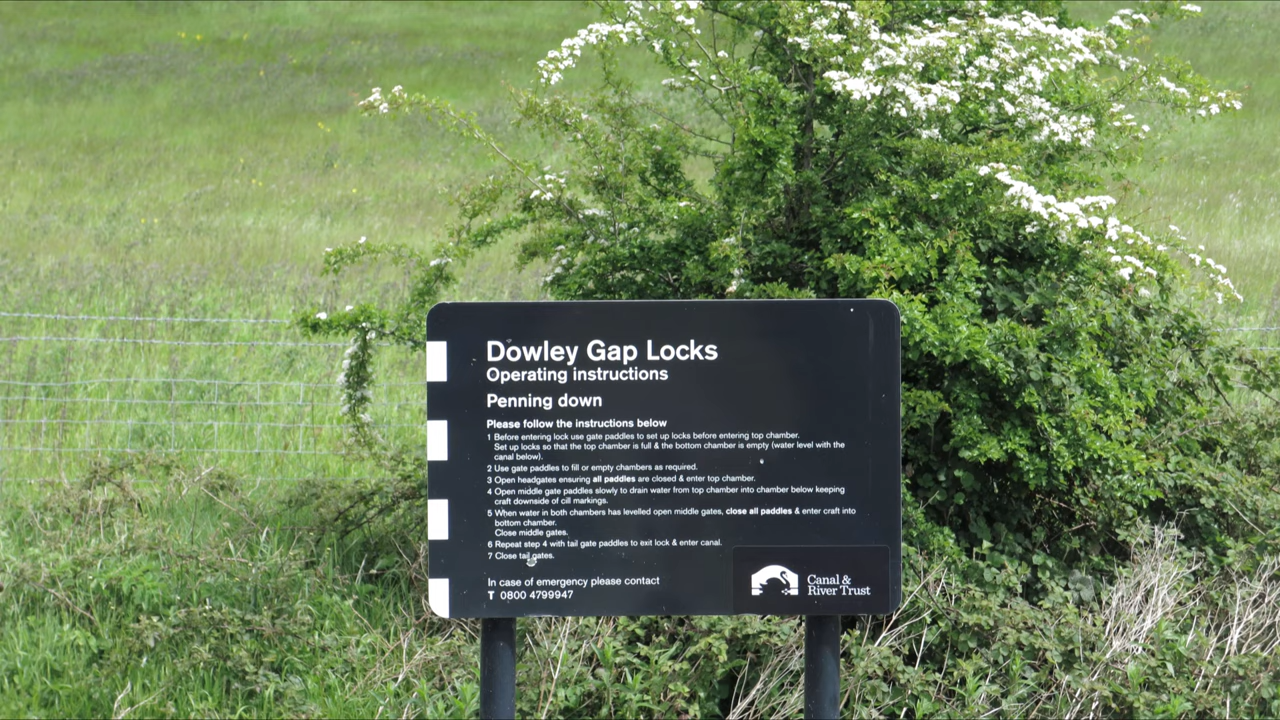 Dowley Gap Locks
Operating instructions
Penning down
Please follow the instructions below
1 Before entering lock use gate paddles to set up locks before entering top chamber.
Set up locks so that the top chamber is full & the bottom chamber is empty (water level with the
canal below).
2 Use gate paddles to fill or empty chambers as required.
3 Open headgates ensuring all paddles are closed & enter top chamber.
4 Open middle gate paddles slowly to drain water from top chamber into chamber below keeping
craft downside of cill markings.
5 When water in both chambers has levelled open middle gates, close all paddles & enter craft into
bottom chamber.
Close middle gates.
6 Repeat step 4 with tail gate paddles to exit lock & enter canal.
7 Close tail gates.
In case of emergency please contact
T 0800 4799947
Canal &
River Trust